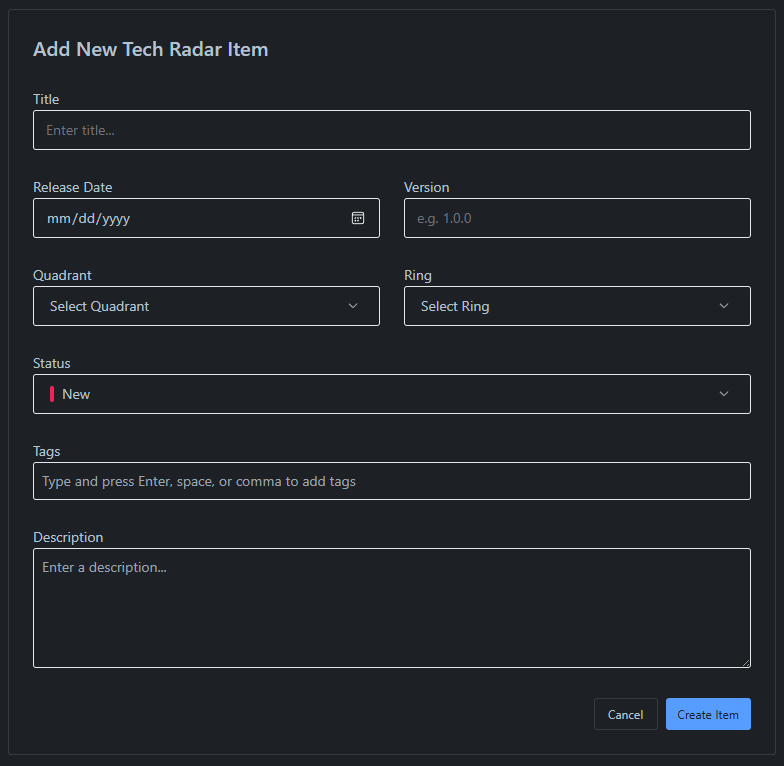 Add New Tech Radar Item
Title
Enter title...
Release Date
Version
mm/dd/yyyy
e.g. 1.0.0
Quadrant
Ring
Select Quadrant
Select Ring
Status
New
Tags
Type and press Enter, space, or comma to add tags
Description
Enter a description...
Cancel
Create Item